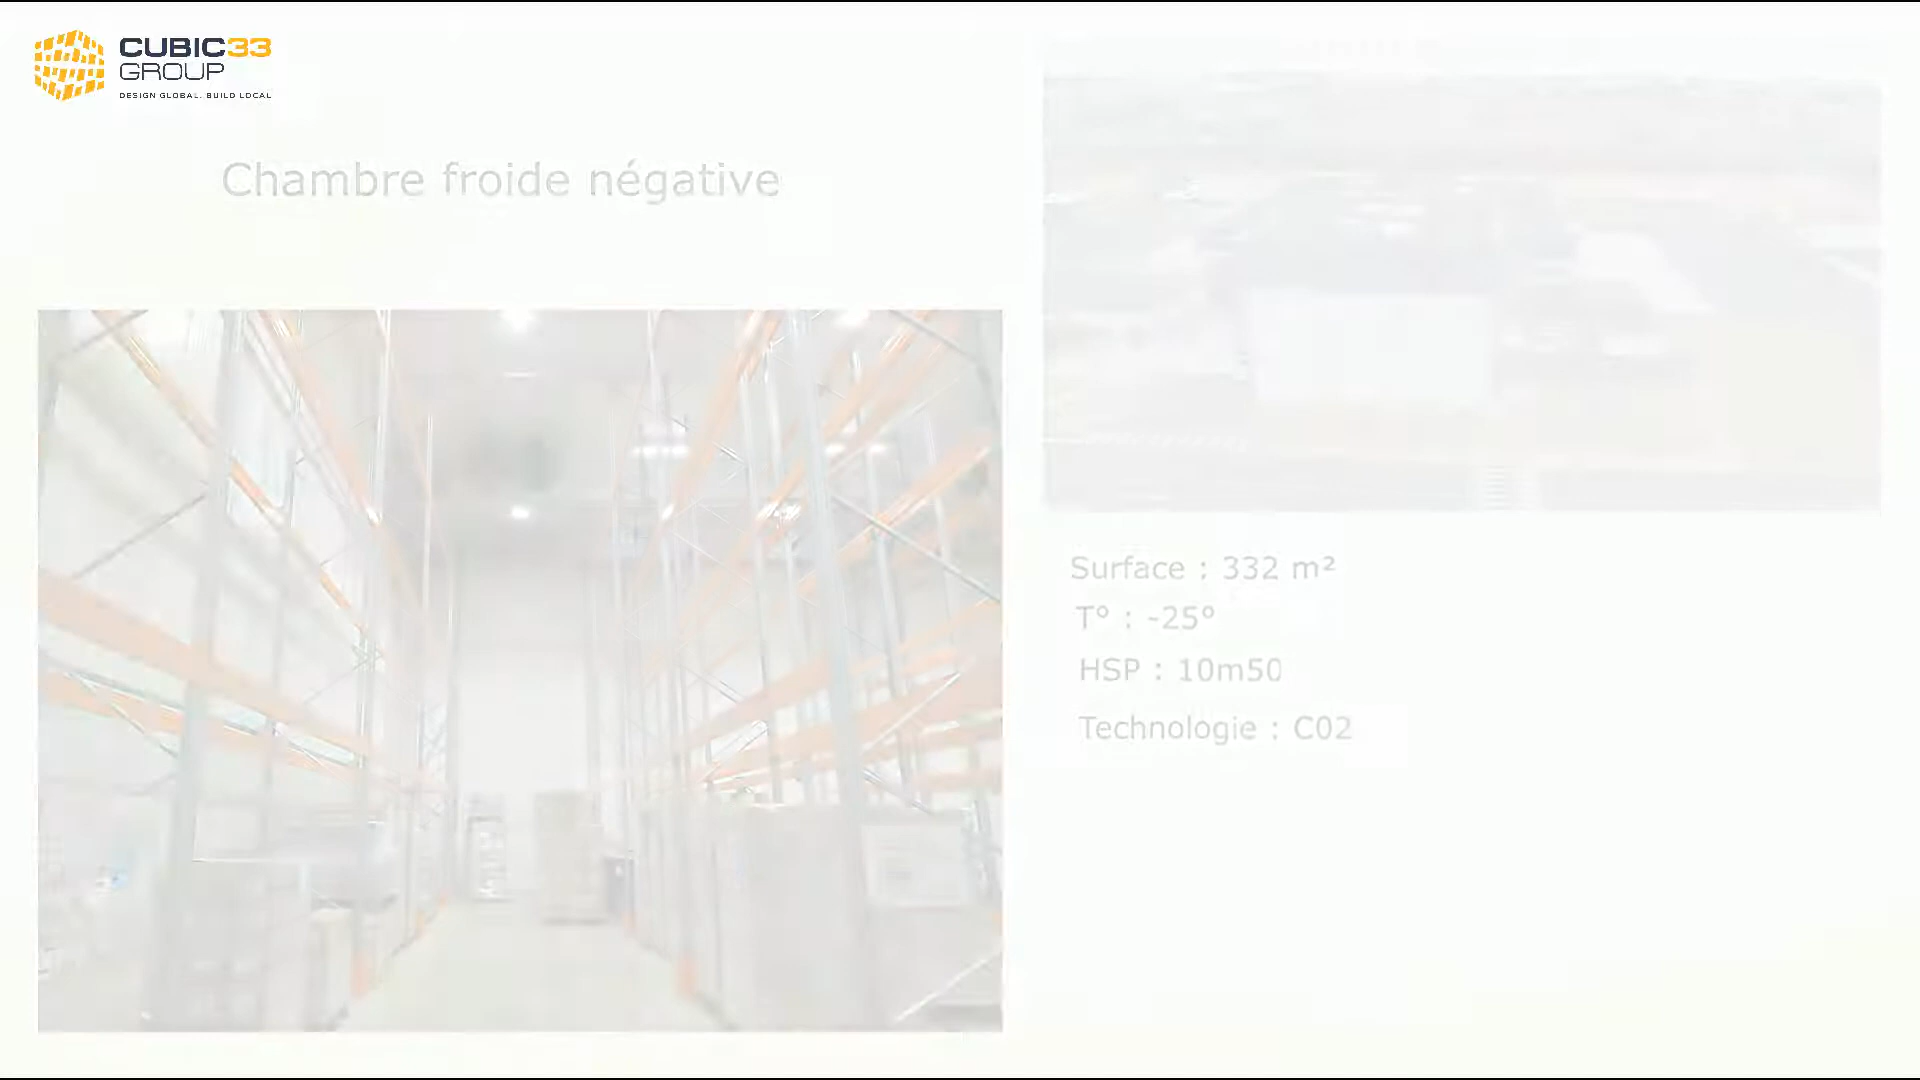 CUBIC33
GROUP
DESIGN GLOBAL. BUILD LOCAL
Chambre froide négative
Surface : 332 m²
T° : -25°
HSP : 10m50
Technologie : C02